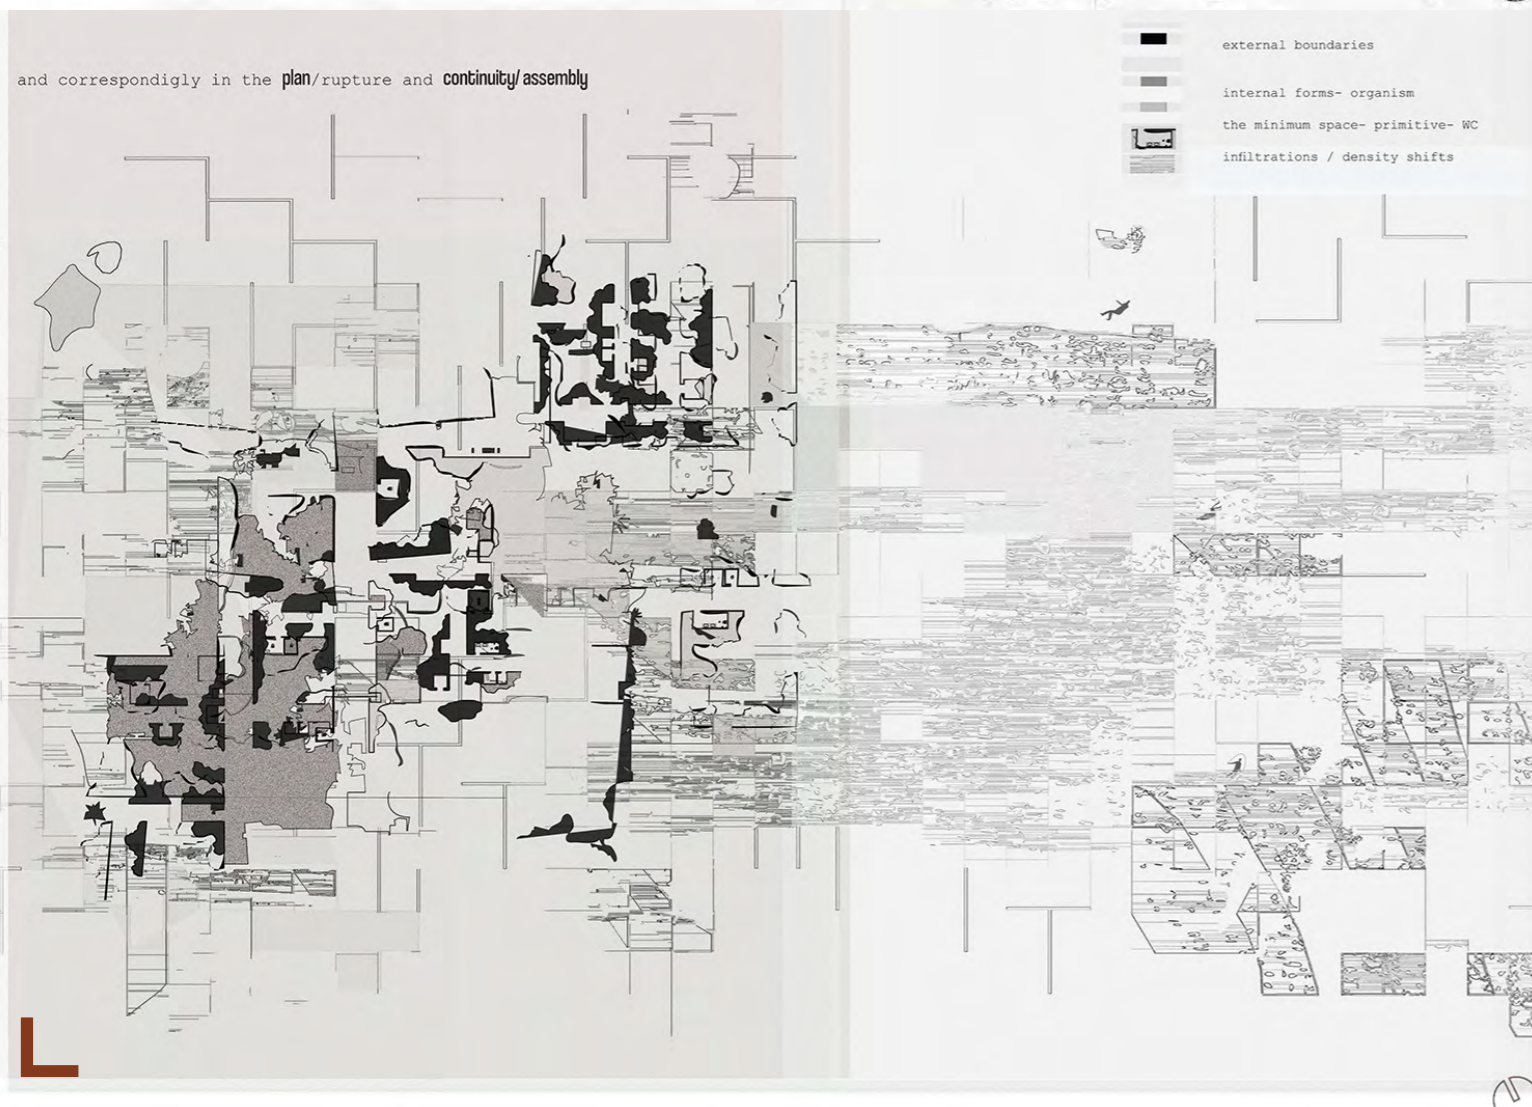 and correspondigly in the plan/rupture and continuity/assembly
external boundaries
internal forms- organism
the minimum space- primitive- WC
infiltrations / density shifts